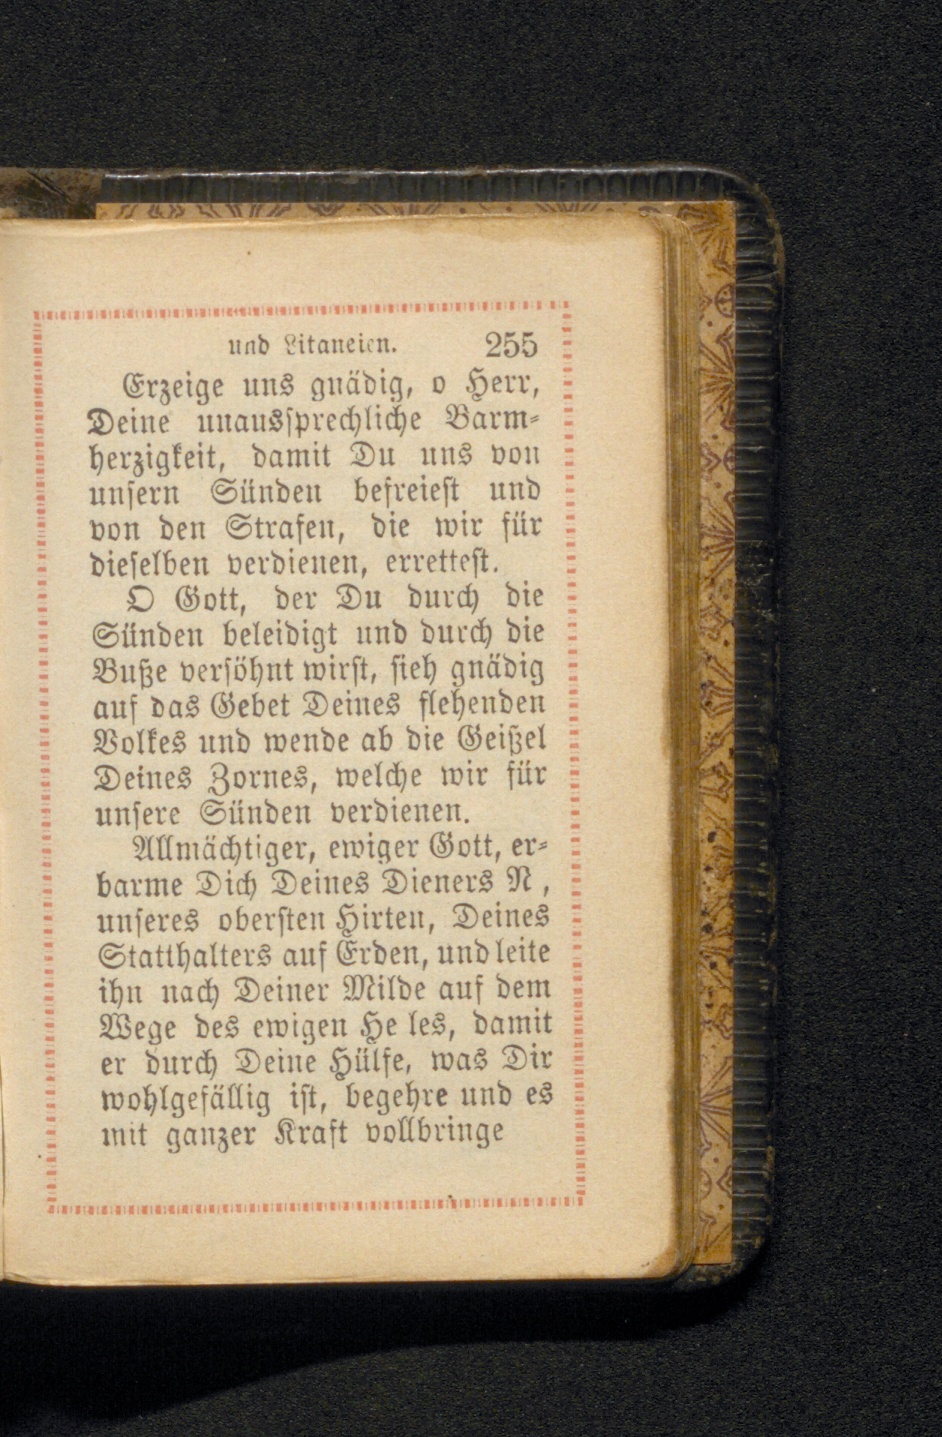 und Litaneien. 255
Erzeige uns gnädig, o Herr,
Deine unaussprechliche Barm-
herzigkeit, damit Du uns von
unsern Sünden befreiest und
von den Strafen, die wir für
dieselben verdienen, errettest.
O Gott, der Du durch die
Sünden beleidigt und durch die
Buße versöhnt wirst, sieh gnädig
auf das Gebet Deines flehenden
Volkes und wende ab die Geißel
Deines Zornes, welche wir für
unsere Sünden verdienen.
Allmächtiger, ewiger Gott, er-
barme Dich Deines Dieners N ,
unseres obersten Hirten, Deines
Statthalters auf Erden, und leite
ihn nach Deiner Milde auf dem
Wege des ewigen He les, damit
er durch Deine Hülfe, was Dir
wohlgefällig ist, begehre und es
mit ganzer Kraft vollbringe